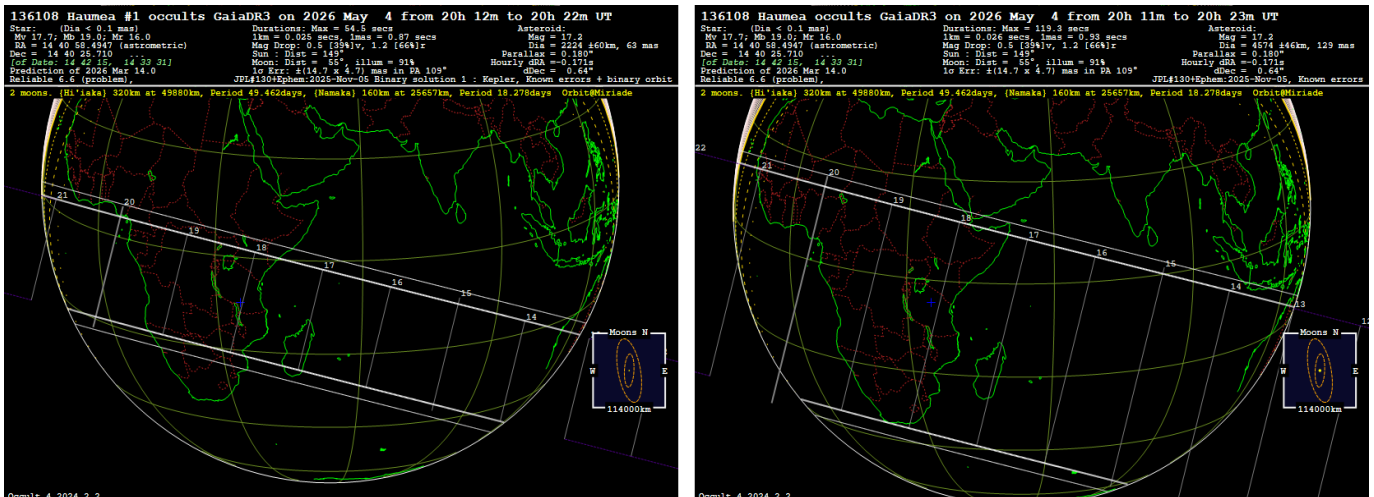 136108 Haumea #1 occults GaiaDR3 on 2026 May  4 from 20h 12m to 20h 22m UT
Star:    (Dia < 0.1 mas)
Mv 17.7; Mb 19.0; Mr 16.0
RA = 14 40 58.4947 (astrometric)
Dec =  14 40 25.710
[of Date: 14 42 15,  14 33 31]
Prediction of 2026 Mar 14.0
Reliable 6.6 (problem),
Durations: Max = 54.5 secs
1km = 0.025 secs, 1mas = 0.87 secs
Mag Drop: 0.5 [39%]v, 1.2 [66%]r
Sun : Dist = 149°
Moon: Dist =  55°, illum = 91%
1σ Err: ±(14.7 x 4.7) mas in PA 109°
Asteroid:
Mag = 17.2
Dia = 2224 ±60km, 63 mas
Parallax = 0.180"
Hourly dRA =-0.171s
dDec =  0.64"
JPL#130+Ephem:2025-Nov-05 Binary solution 1 : Kepler, Known errors + binary orbit
2 moons. {Hi'iaka} 320km at 49880km, Period 49.462days, {Namaka} 160km at 25657km, Period 18.278days  Orbit@Miriade
21
20
19
18
17
16
15
14
Moons N
W
E
114000km
Occult 4.2024.2.2
136108 Haumea occults GaiaDR3 on 2026 May  4 from 20h 11m to 20h 23m UT
Star:    (Dia < 0.1 mas)
Mv 17.7; Mb 19.0; Mr 16.0
RA = 14 40 58.4947 (astrometric)
Dec =  14 40 25.710
[of Date: 14 42 15,  14 33 31]
Prediction of 2026 Mar 14.0
Reliable 6.6 (problem),
Durations: Max = 119.3 secs
1km = 0.026 secs, 1mas = 0.93 secs
Mag Drop: 0.5 [39%]v, 1.2 [66%]r
Sun : Dist = 149°
Moon: Dist =  55°, illum = 91%
1σ Err: ±(14.7 x 4.7) mas in PA 109°
Asteroid:
Mag = 17.2
Dia = 4574 ±46km, 129 mas
Parallax = 0.180"
Hourly dRA =-0.171s
dDec =  0.64"
JPL#130+Ephem:2025-Nov-05, Known errors
2 moons. {Hi'iaka} 320km at 49880km, Period 49.462days, {Namaka} 160km at 25657km, Period 18.278days  Orbit@Miriade
22
21
20
19
18
17
16
15
14
13
Moons N
W
E
114000km
Occult 4.2024.2.2